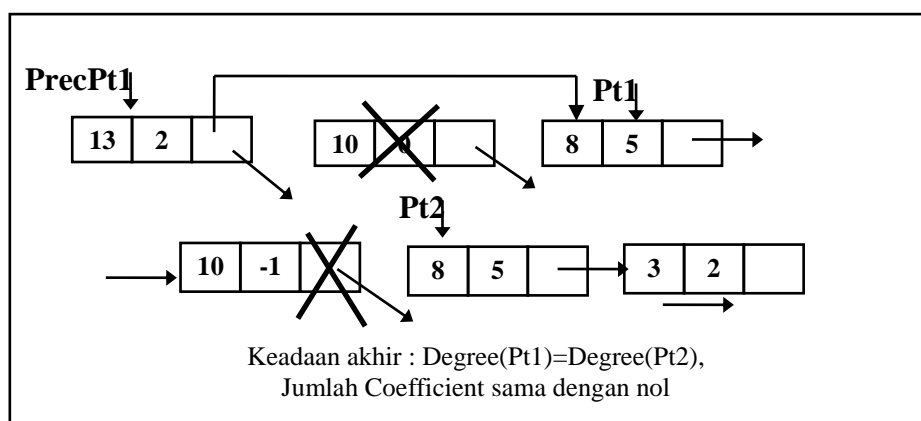 PrecPt1
Pt1
13 2
10 0
8 5
Pt2
10 -1
8 5
3 2
Keadaan akhir : Degree(Pt1)=Degree(Pt2),
Jumlah Coefficient sama dengan nol